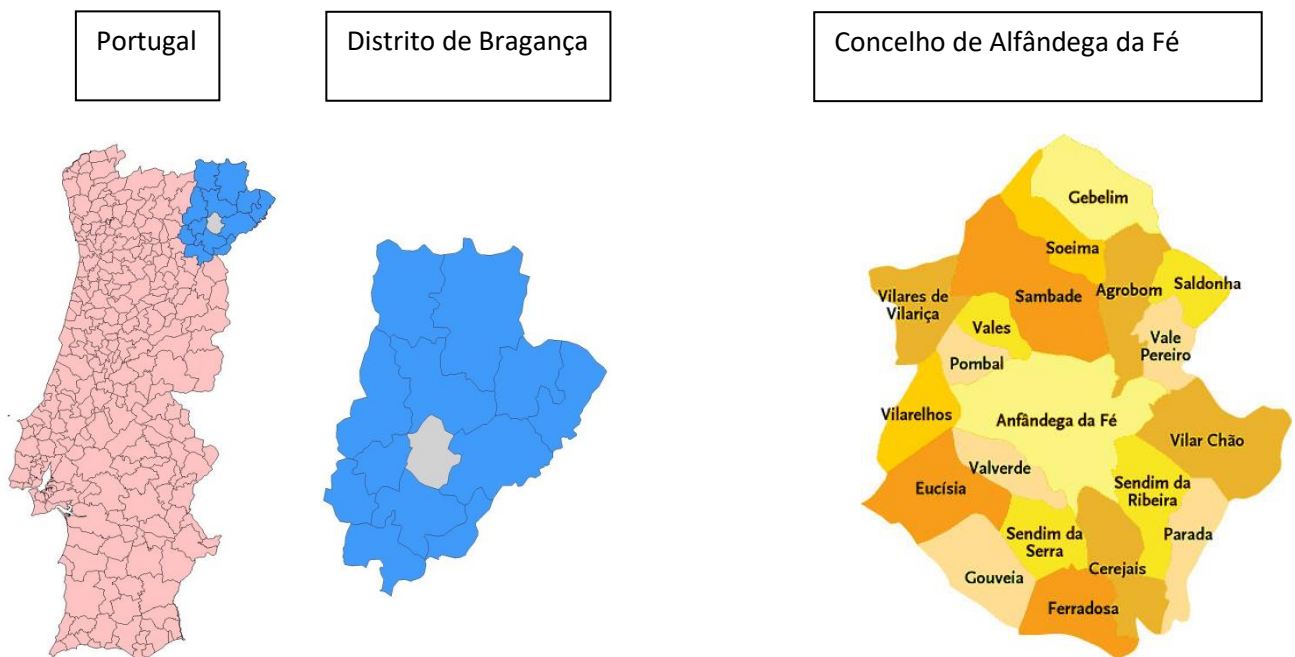 Portugal
Distrito de Bragança
Concelho de Alfândega da Fé
Gebelim
Soeima
Vilares de
Vilariça
Sambade
Agrobom
Saldonha
Vales
Vale
Pereiro
Pombal
Vilarelhos
Anfândega da Fé
Vilar Chão
Valverde
Eucísia
Sendim da
Ribeira
Sendim da
Serra
Parada
Cerejais
Gouveia
Ferradosa